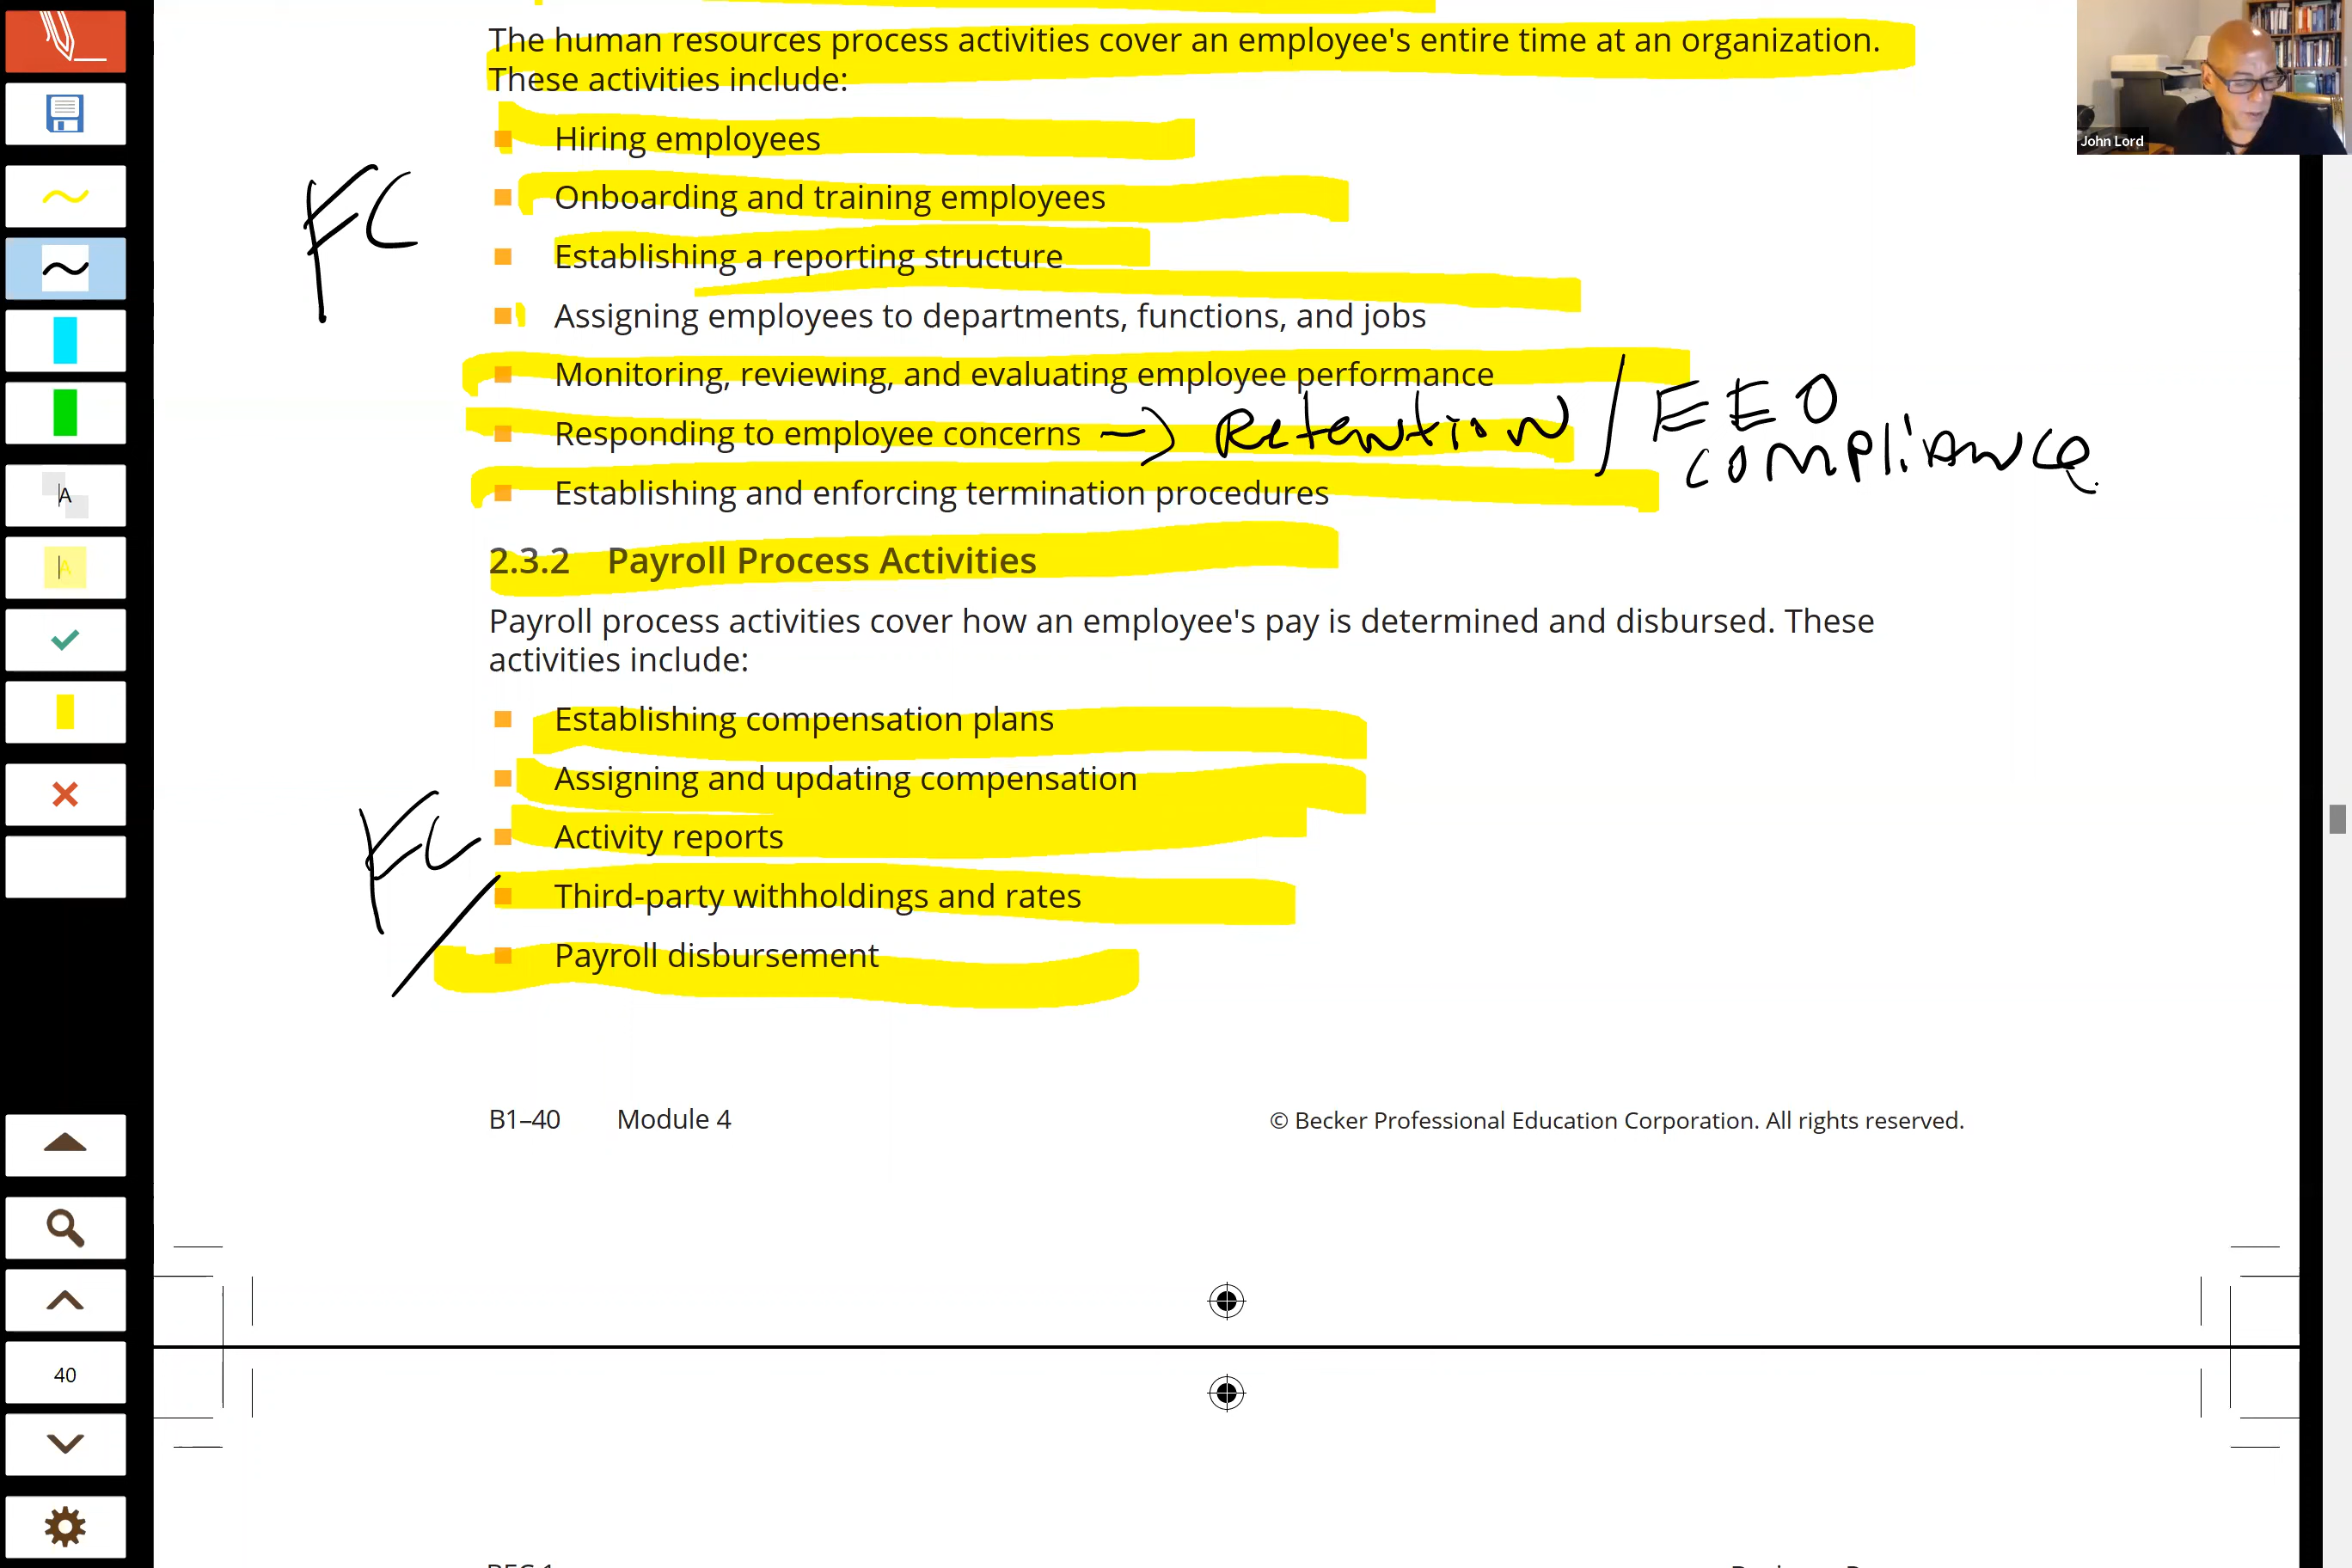 The human resources process activities cover an employee's entire time at an organization.
These activities include:
John Lord
Hiring employees
FC
Onboarding and training employees
Establishing a reporting structure
Assigning employees to departments, functions, and jobs
Monitoring, reviewing, and evaluating employee performance
Responding to employee concerns → Retention / EEO
compliance.
Establishing and enforcing termination procedures
2.3.2 Payroll Process Activities
Payroll process activities cover how an employee's pay is determined and disbursed. These
activities include:
Establishing compensation plans
Assigning and updating compensation
FC
Activity reports
Third-party withholdings and rates
Payroll disbursement
B1–40 Module 4 © Becker Professional Education Corporation. All rights reserved.
40